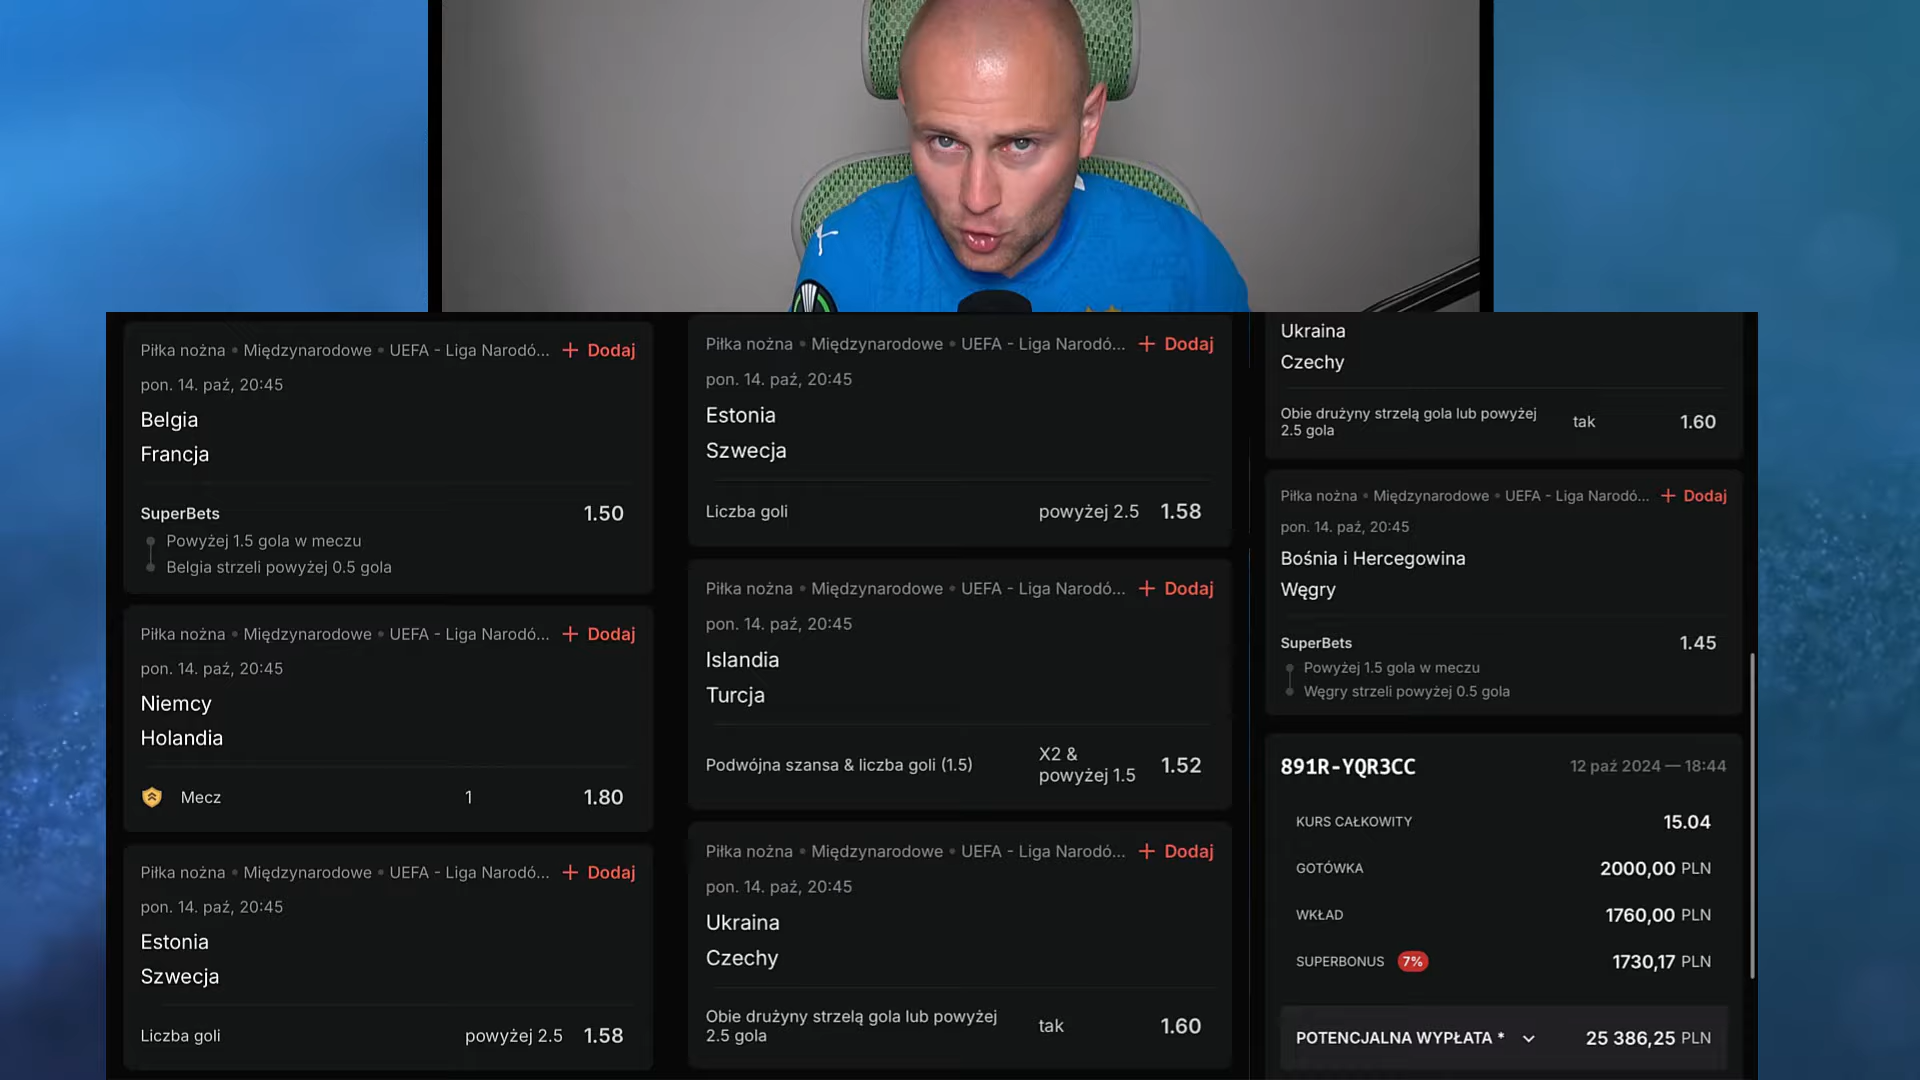 Piłka nożna • Międzynarodowe • UEFA - Liga Narodó... + Dodaj
pon. 14. paź, 20:45
Belgia
Francja
SuperBets 1.50
Powyżej 1.5 gola w meczu
Belgia strzeli powyżej 0.5 gola
Piłka nożna • Międzynarodowe • UEFA - Liga Narodó... + Dodaj
pon. 14. paź, 20:45
Niemcy
Holandia
Mecz 1 1.80
Piłka nożna • Międzynarodowe • UEFA - Liga Narodó... + Dodaj
pon. 14. paź, 20:45
Estonia
Szwecja
Liczba goli powyżej 2.5 1.58
Piłka nożna • Międzynarodowe • UEFA - Liga Narodó... + Dodaj
pon. 14. paź, 20:45
Estonia
Szwecja
Liczba goli powyżej 2.5 1.58
Piłka nożna • Międzynarodowe • UEFA - Liga Narodó... + Dodaj
pon. 14. paź, 20:45
Islandia
Turcja
Podwójna szansa & liczba goli (1.5) X2 &
powyżej 1.5 1.52
Piłka nożna • Międzynarodowe • UEFA - Liga Narodó... + Dodaj
pon. 14. paź, 20:45
Ukraina
Czechy
Obie drużyny strzelą gola lub powyżej
2.5 gola tak 1.60
Ukraina
Czechy
Obie drużyny strzelą gola lub powyżej
2.5 gola tak 1.60
Piłka nożna • Międzynarodowe • UEFA - Liga Narodó... + Dodaj
pon. 14. paź, 20:45
Bośnia i Hercegowina
Węgry
SuperBets 1.45
Powyżej 1.5 gola w meczu
Węgry strzeli powyżej 0.5 gola
891R-YQR3CC 12 paź 2024 — 18:44
KURS CAŁKOWITY 15.04
GOTÓWKA 2000,00 PLN
WKŁAD 1760,00 PLN
SUPERBONUS 7% 1730,17 PLN
POTENCJALNA WYPŁATA * 25 386,25 PLN